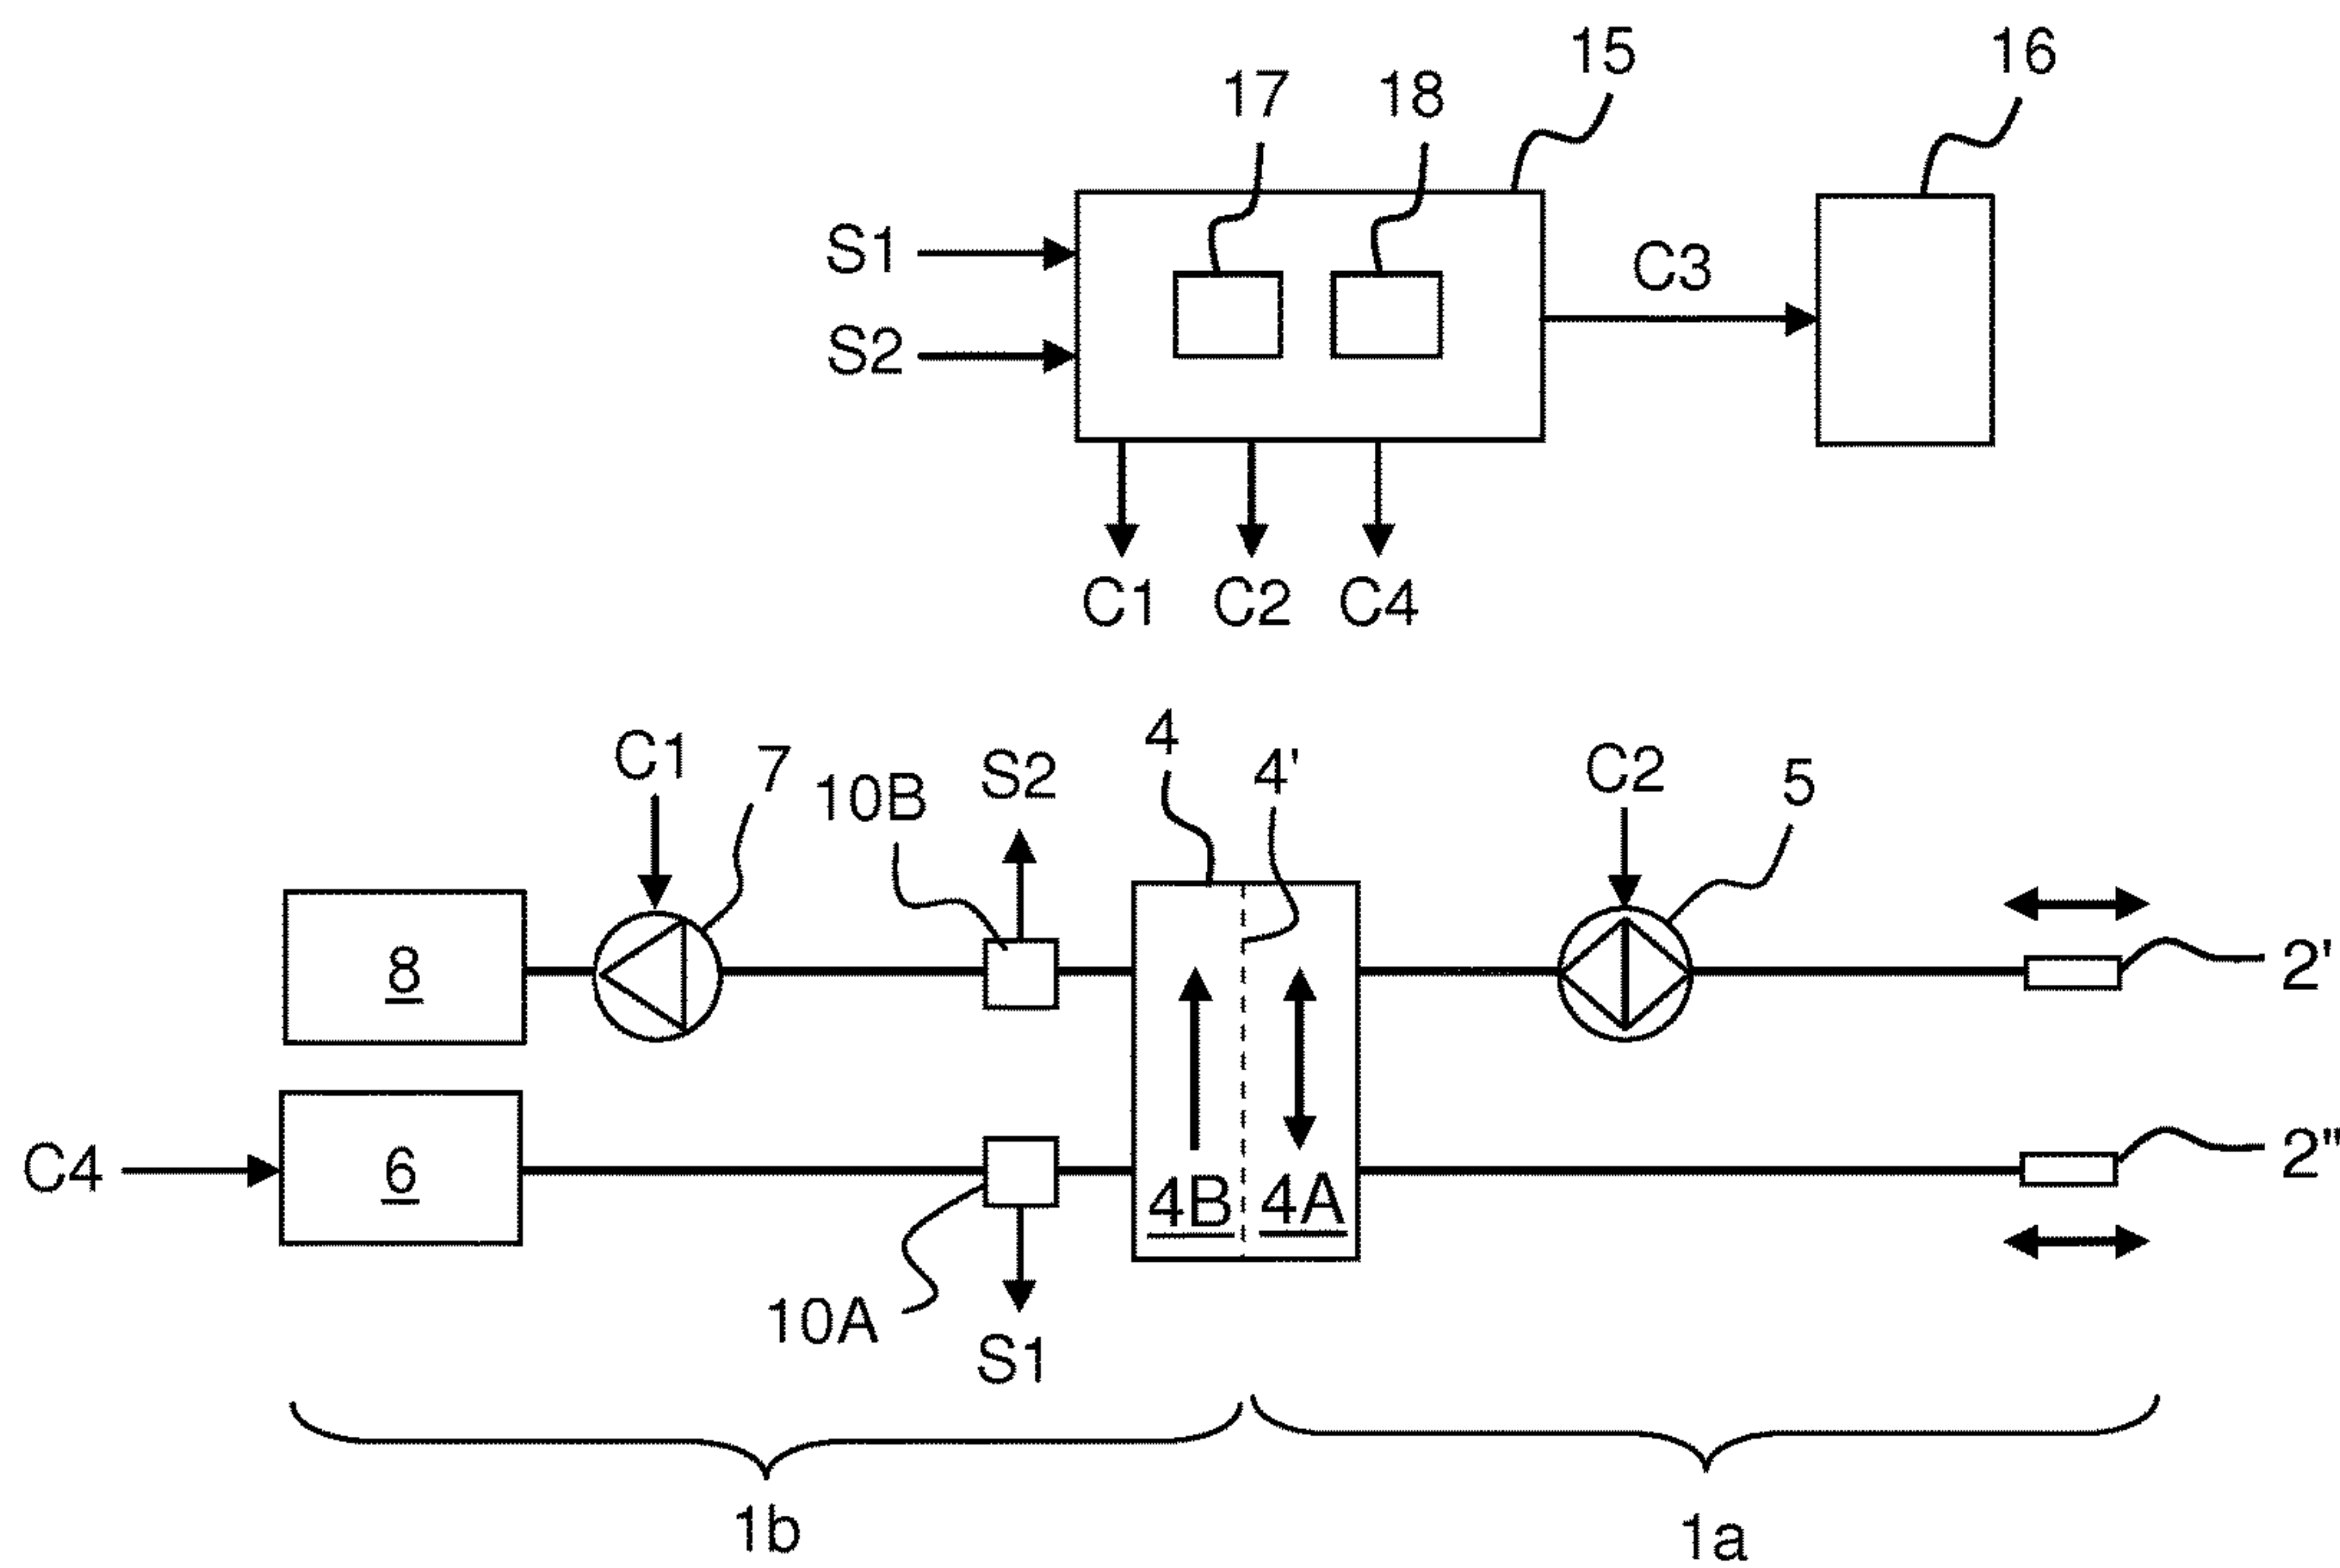 15 16
17 18
S1
C3
S2
C1 C2 C4
4
C1 7 S2 4' C2 5
10B
8 2'
C4 6 4B 4A 2"
10A
S1
1b 1a